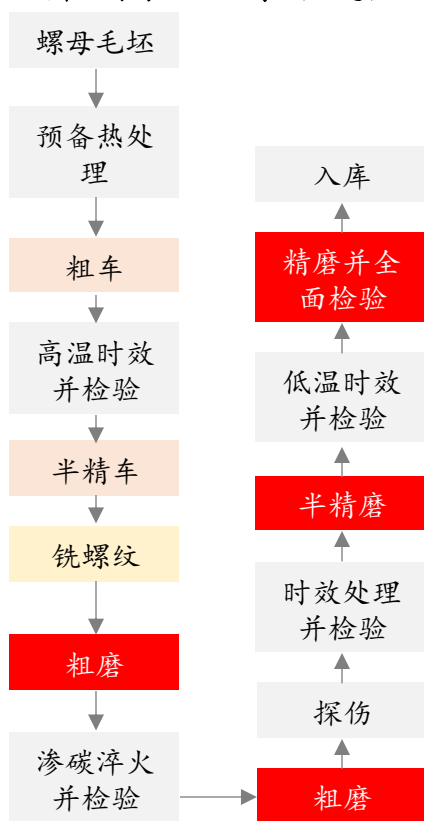 螺母毛坯
预备热处
理
粗车
高温时效
并检验
半精车
铣螺纹
粗磨
渗碳淬火
并检验
粗磨
探伤
时效处理
并检验
半精磨
低温时效
并检验
精磨并全
面检验
入库